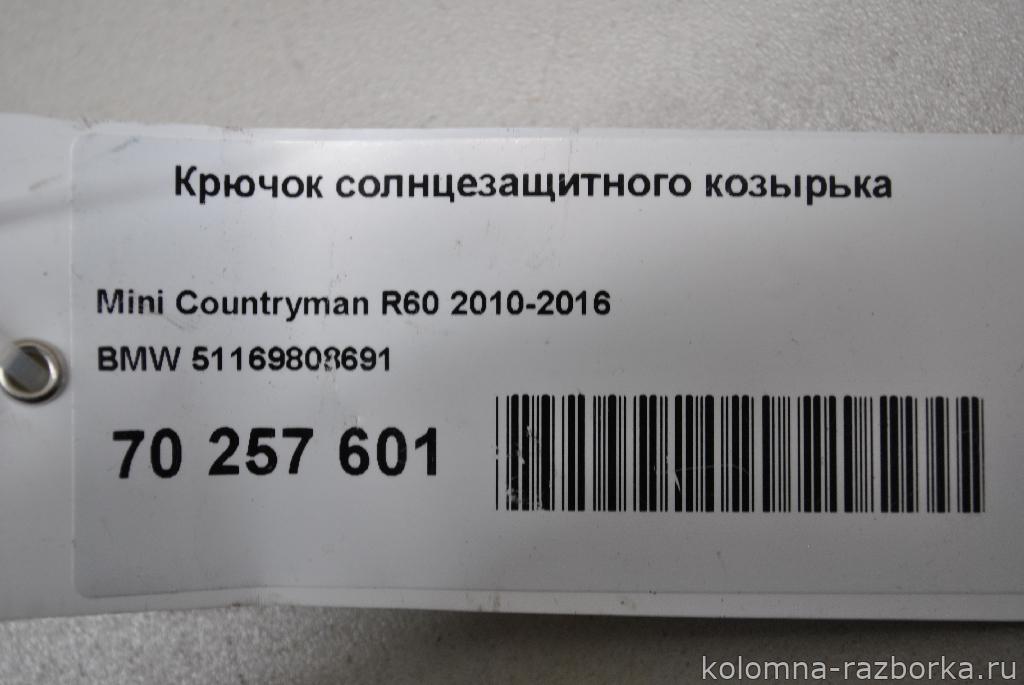 Крючок солнцезащитного козырька
Mini Countryman R60 2010-2016
BMW 51169808691
70 257 601
kolomna-razborka.ru